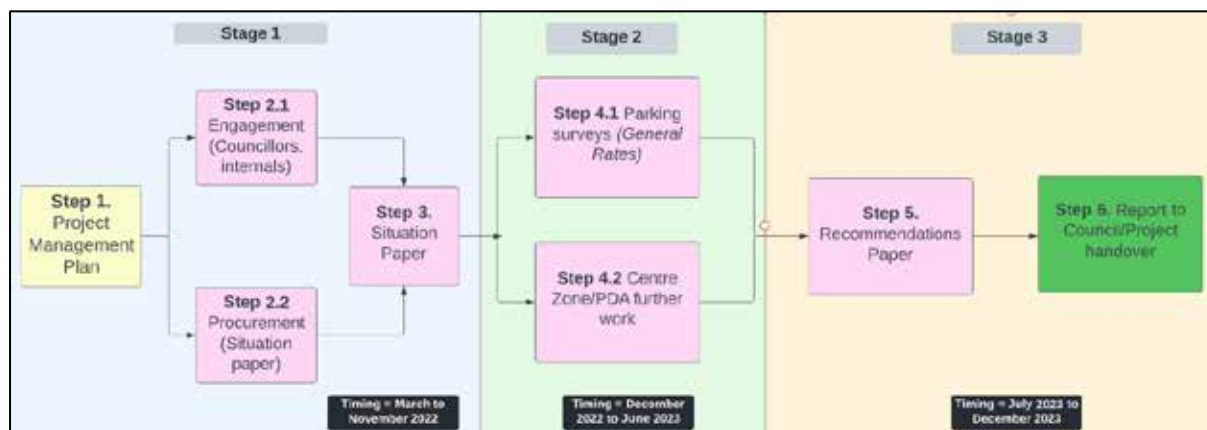 Stage 1
Step 1.
Project
Management
Plan
Step 2.1
Engagement
(Councillors,
internals)
Step 2.2
Procurement
(Situation
paper)
Step 3.
Situation
Paper
Timing = March to
November 2022
Stage 2
Step 4.1 Parking
surveys (General
Rates)
Step 4.2 Centre
Zone/PDA further
work
Timing = December
2022 to June 2023
Stage 3
Step 5.
Recommendations
Paper
Step 6. Report to
Council/Project
handover
Timing = July 2023 to
December 2023